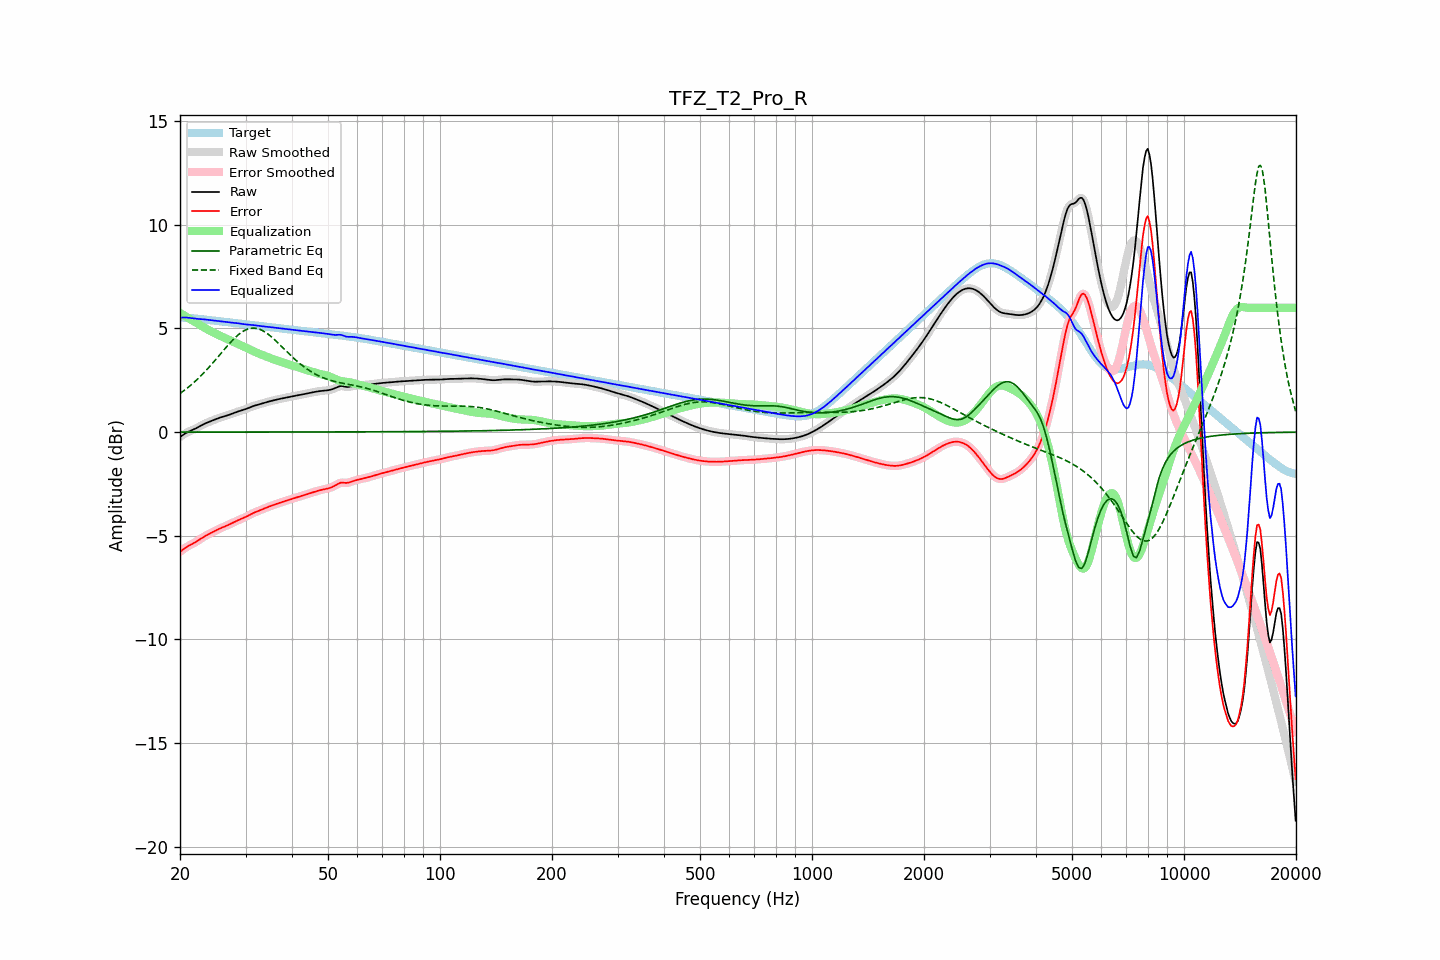 TFZ_T2_Pro_R
Target
Raw Smoothed
Error Smoothed
Raw
Error
Equalization
Parametric Eq
Fixed Band Eq
Equalized
15
10
5
0
−5
−10
−15
−20
Amplitude (dBr)
20
50
100
200
500
1000
2000
5000
10000
20000
Frequency (Hz)